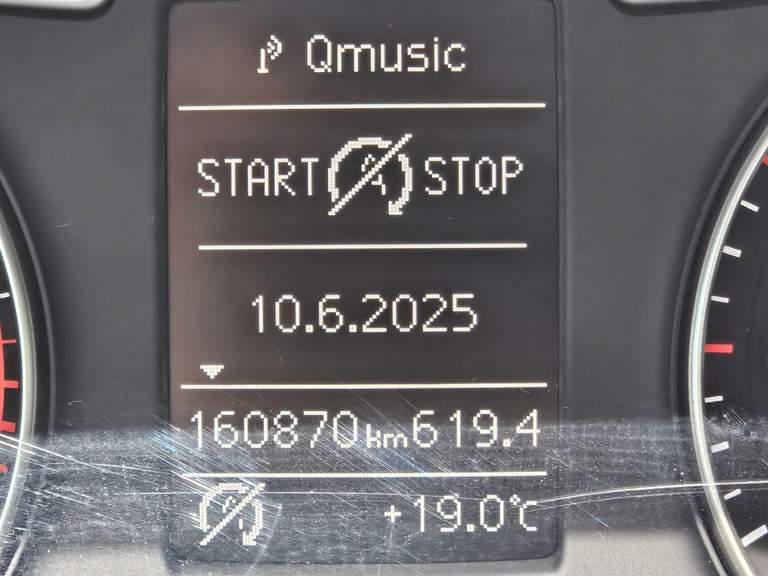 Qmusic
START STOP
10.6.2025
160870 km 619.4
+19.0°C